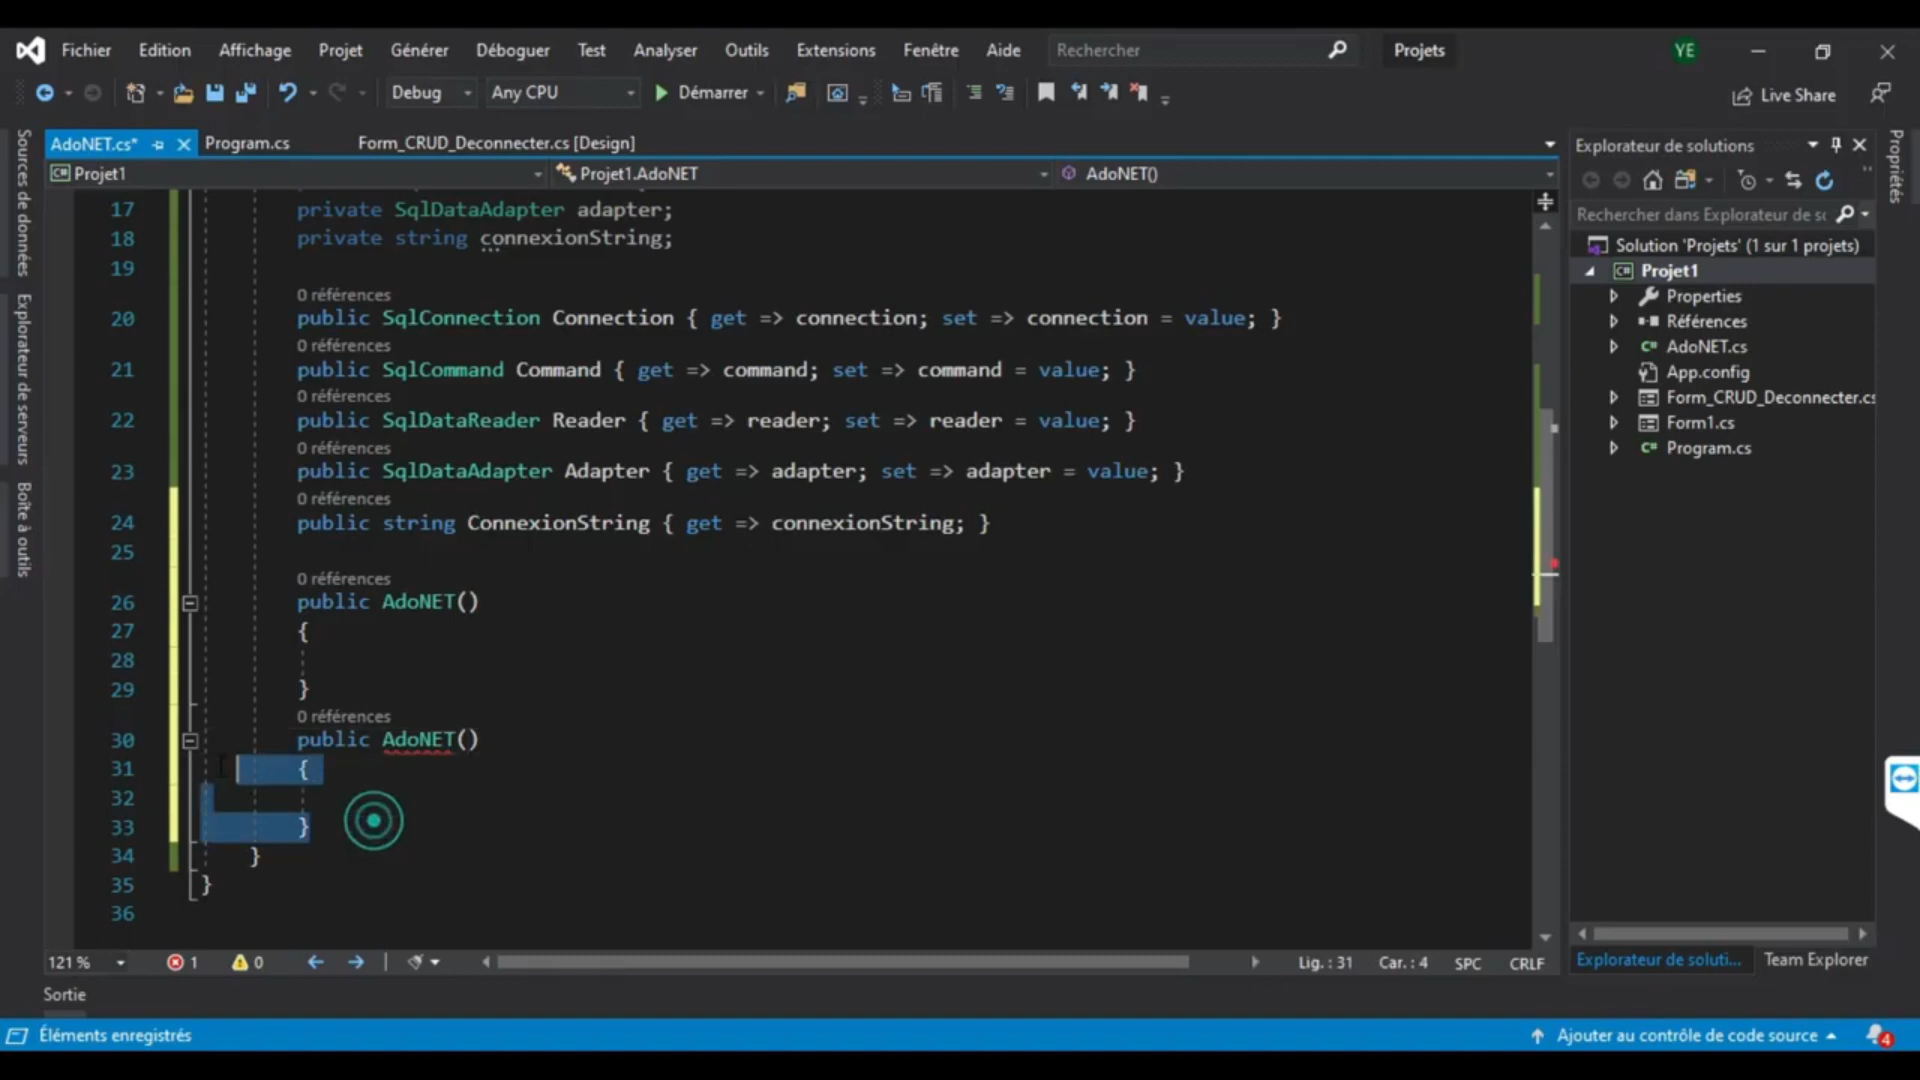 Fichier Edition Affichage Projet Générer Déboguer Test Analyser Outils Extensions Fenêtre Aide Rechercher Projets YE
Debug Any CPU Démarrer Live Share
AdoNET.cs* Program.cs Form_CRUD_Deconnecter.cs [Design]
Projet1 Projet1.AdoNET AdoNET()
Sources de données
Explorateur de serveurs
Boîte à outils
17 private SqlDataAdapter adapter;
18 private string connexionString;
19
0 références
20 public SqlConnection Connection { get => connection; set => connection = value; }
0 références
21 public SqlCommand Command { get => command; set => command = value; }
0 références
22 public SqlDataReader Reader { get => reader; set => reader = value; }
0 références
23 public SqlDataAdapter Adapter { get => adapter; set => adapter = value; }
0 références
24 public string ConnexionString { get => connexionString; }
25
0 références
26 public AdoNET()
27 {
28
29 }
0 références
30 public AdoNET()
31 {
32
33 }
34 }
35 }
36
121 % 1 0 Lig. : 31 Car. : 4 SPC CRLF
Explorateur de solutions
Rechercher dans Explorateur de so
Solution 'Projets' (1 sur 1 projets)
Projet1
Properties
Références
AdoNET.cs
App.config
Form_CRUD_Deconnecter.cs
Form1.cs
Program.cs
Explorateur de soluti... Team Explorer
Propriétés
Sortie
Éléments enregistrés Ajouter au contrôle de code source 4